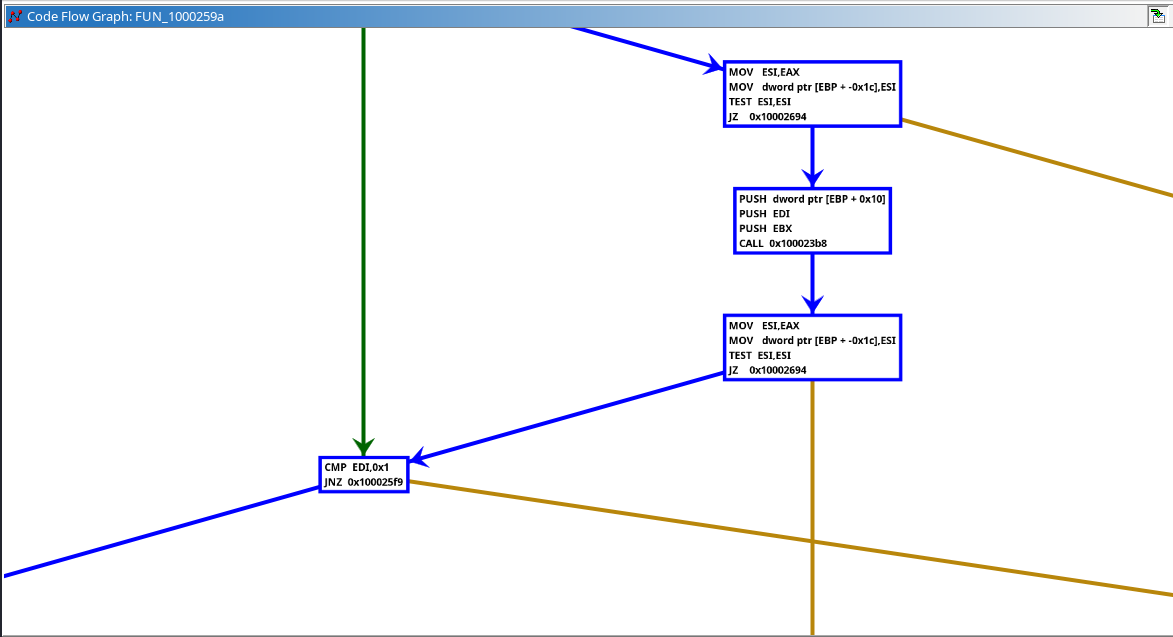 Code Flow Graph: FUN_1000259a
MOV ESI,EAX
MOV dword ptr [EBP + -0x1c],ESI
TEST ESI,ESI
JZ 0x10002694
PUSH dword ptr [EBP + 0x10]
PUSH EDI
PUSH EBX
CALL 0x100023b8
MOV ESI,EAX
MOV dword ptr [EBP + -0x1c],ESI
TEST ESI,ESI
JZ 0x10002694
CMP EDI,0x1
JNZ 0x100025f9